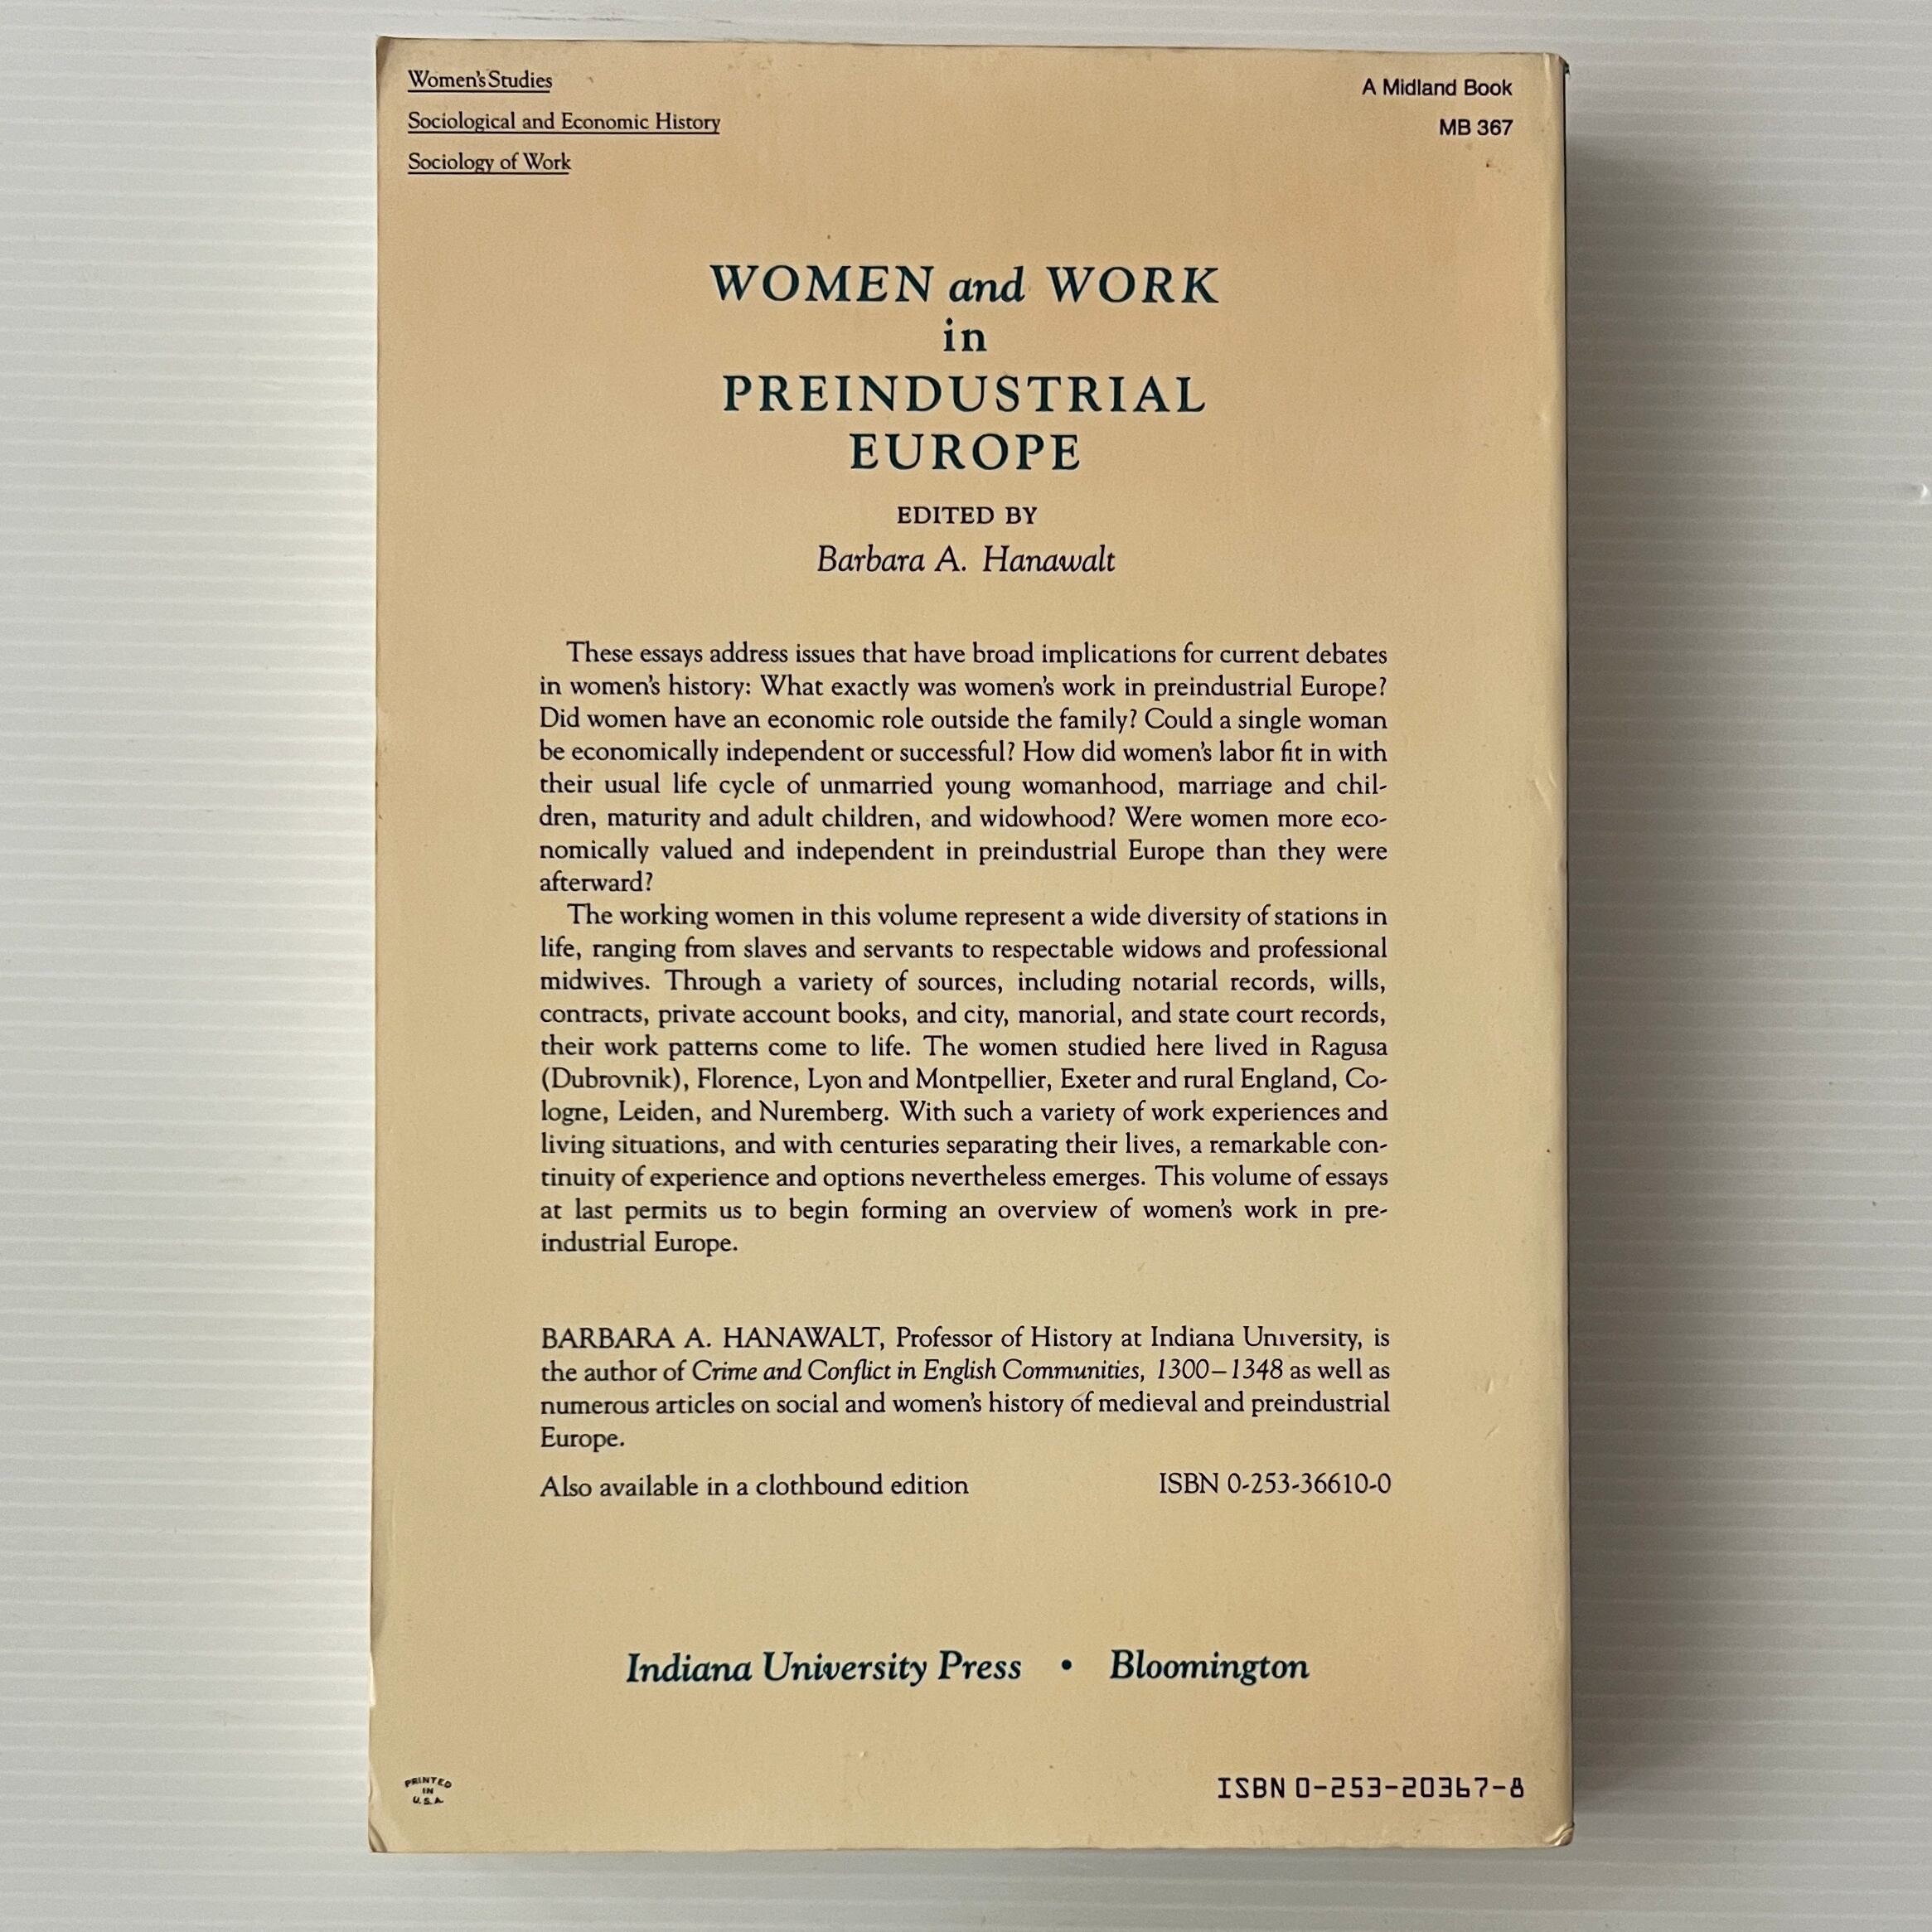 Women's Studies
Sociological and Economic History
Sociology of Work
A Midland Book
MB 367
WOMEN and WORK
in
PREINDUSTRIAL
EUROPE
EDITED BY
Barbara A. Hanawalt
These essays address issues that have broad implications for current debates
in women's history: What exactly was women's work in preindustrial Europe?
Did women have an economic role outside the family? Could a single woman
be economically independent or successful? How did women's labor fit in with
their usual life cycle of unmarried young womanhood, marriage and chil-
dren, maturity and adult children, and widowhood? Were women more eco-
nomically valued and independent in preindustrial Europe than they were
afterward?
The working women in this volume represent a wide diversity of stations in
life, ranging from slaves and servants to respectable widows and professional
midwives. Through a variety of sources, including notarial records, wills,
contracts, private account books, and city, manorial, and state court records,
their work patterns come to life. The women studied here lived in Ragusa
(Dubrovnik), Florence, Lyon and Montpellier, Exeter and rural England, Co-
logne, Leiden, and Nuremberg. With such a variety of work experiences and
living situations, and with centuries separating their lives, a remarkable con-
tinuity of experience and options nevertheless emerges. This volume of essays
at last permits us to begin forming an overview of women's work in pre-
industrial Europe.
BARBARA A. HANAWALT, Professor of History at Indiana University, is
the author of Crime and Conflict in English Communities, 1300–1348 as well as
numerous articles on social and women's history of medieval and preindustrial
Europe.
Also available in a clothbound edition
ISBN 0-253-36610-0
Indiana University Press • Bloomington
PRINTED
IN
U.S.A.
ISBN 0-253-20367-8